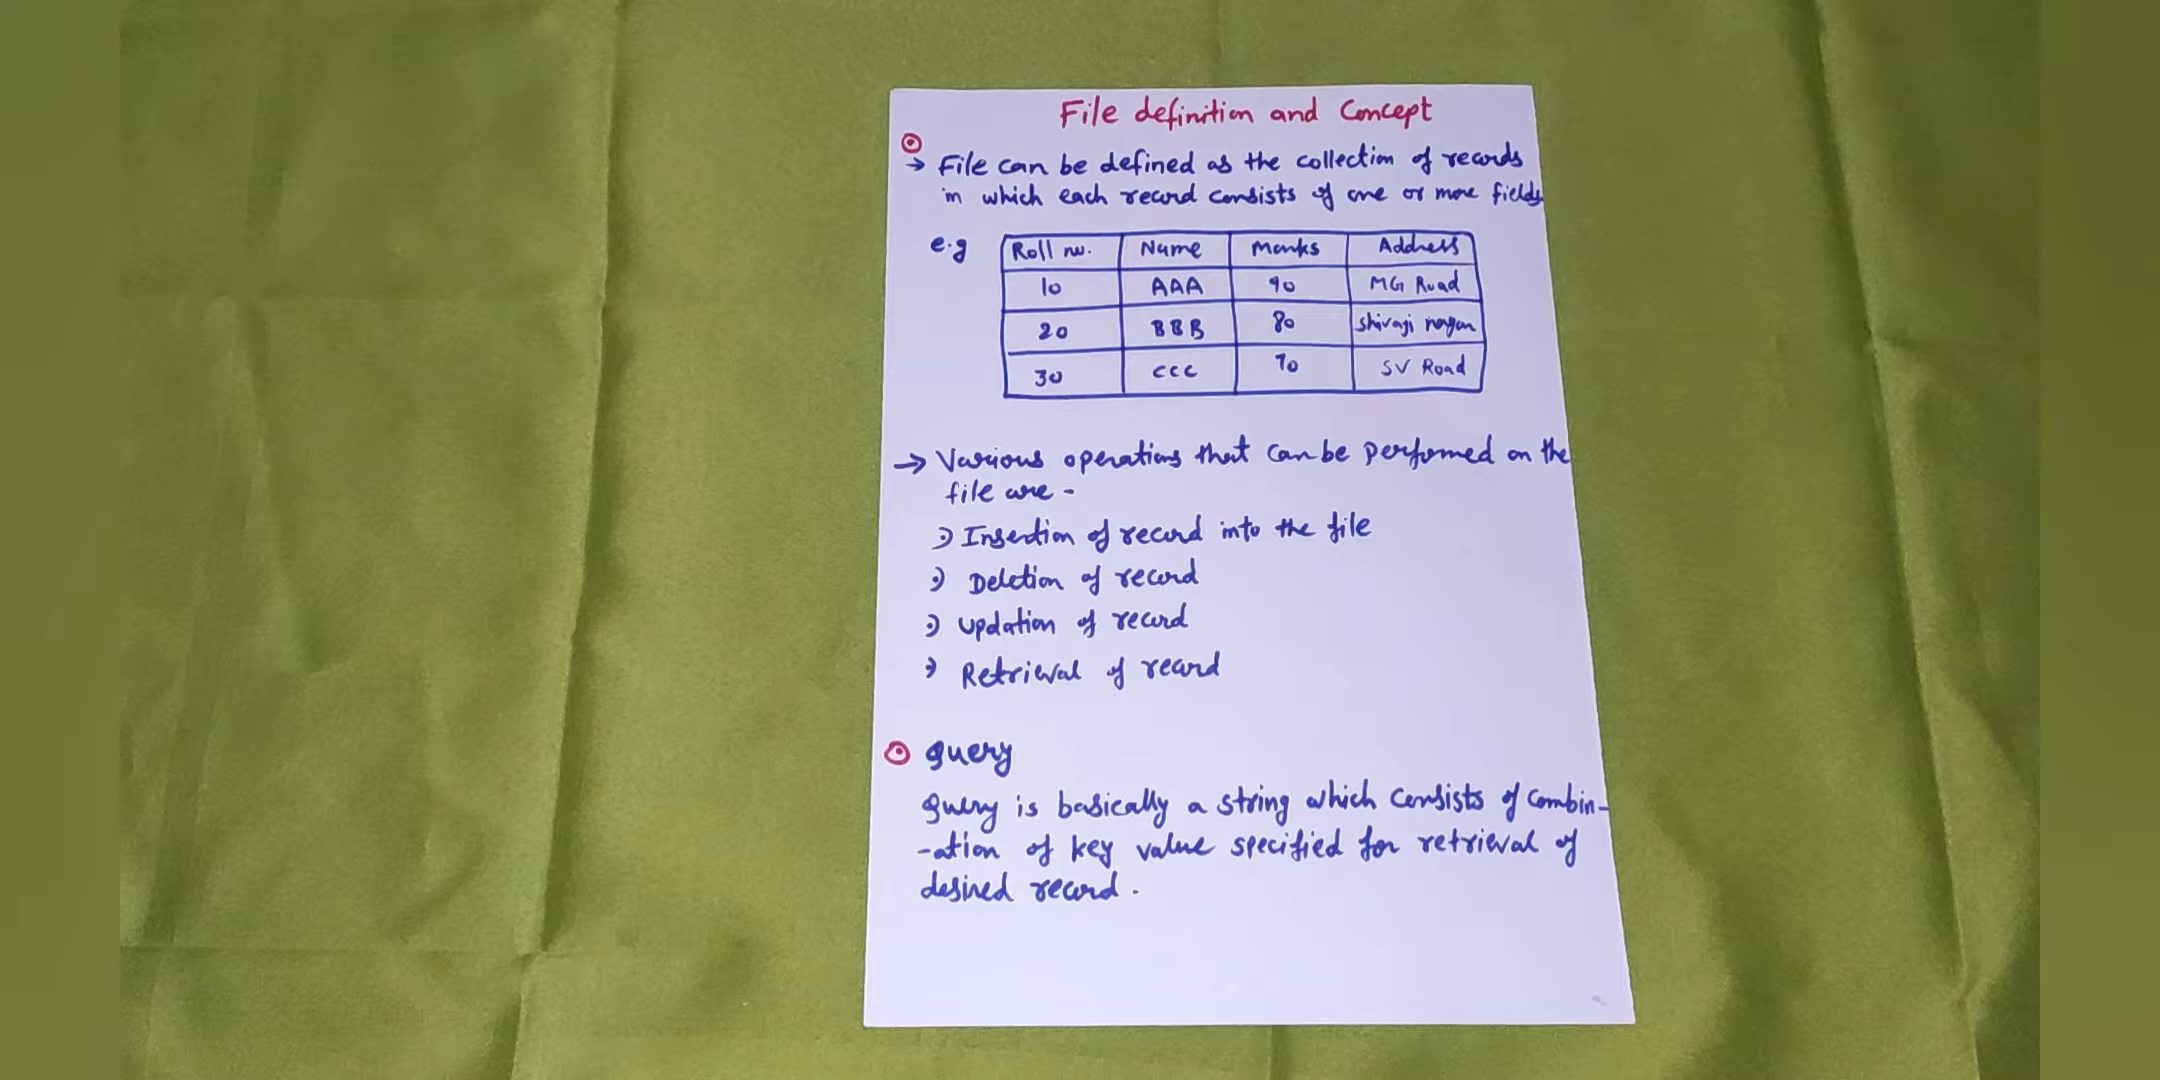 File definition and Concept
→ File can be defined as the collection of records
in which each record consists of one or more fields
e.g
Roll no. Name Marks Address
10 AAA 90 MG Road
20 BBB 80 Shivaji nagar
30 CCC 70 SV Road
→ Various operations that can be performed on the
file are -
Insertion of record into the file
Deletion of record
Updation of record
Retrieval of record
Query
Query is basically a string which consists of combin-
-ation of key value specified for retrieval of
desired record.